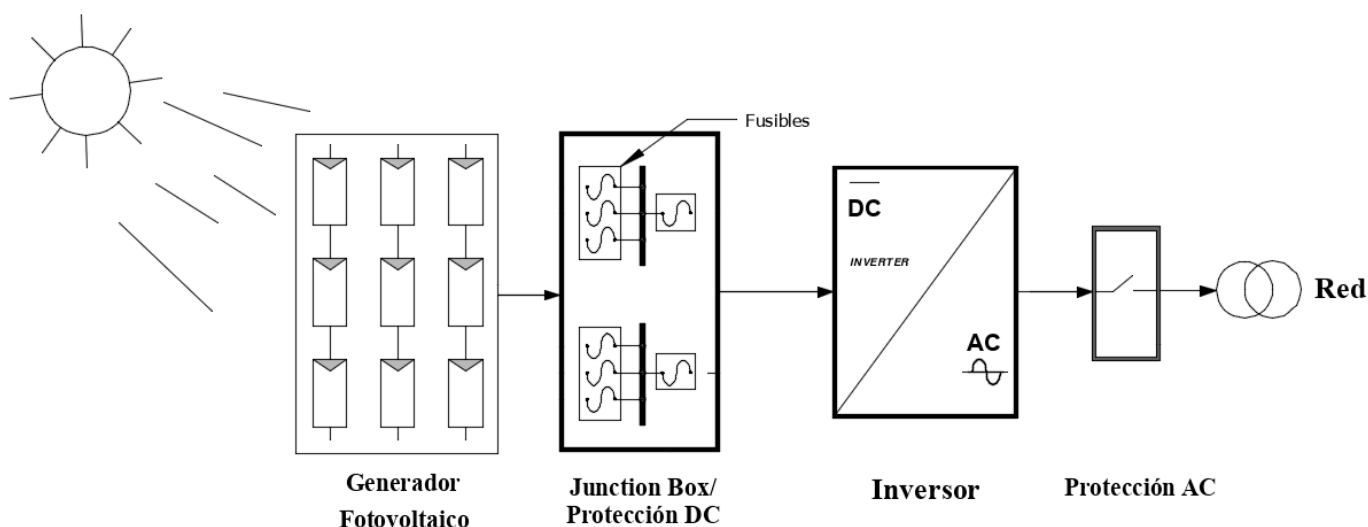 Fusibles
DC
INVERTER
AC
Red
Generador
Fotovoltaico
Junction Box/
Protección DC
Inversor
Protección AC